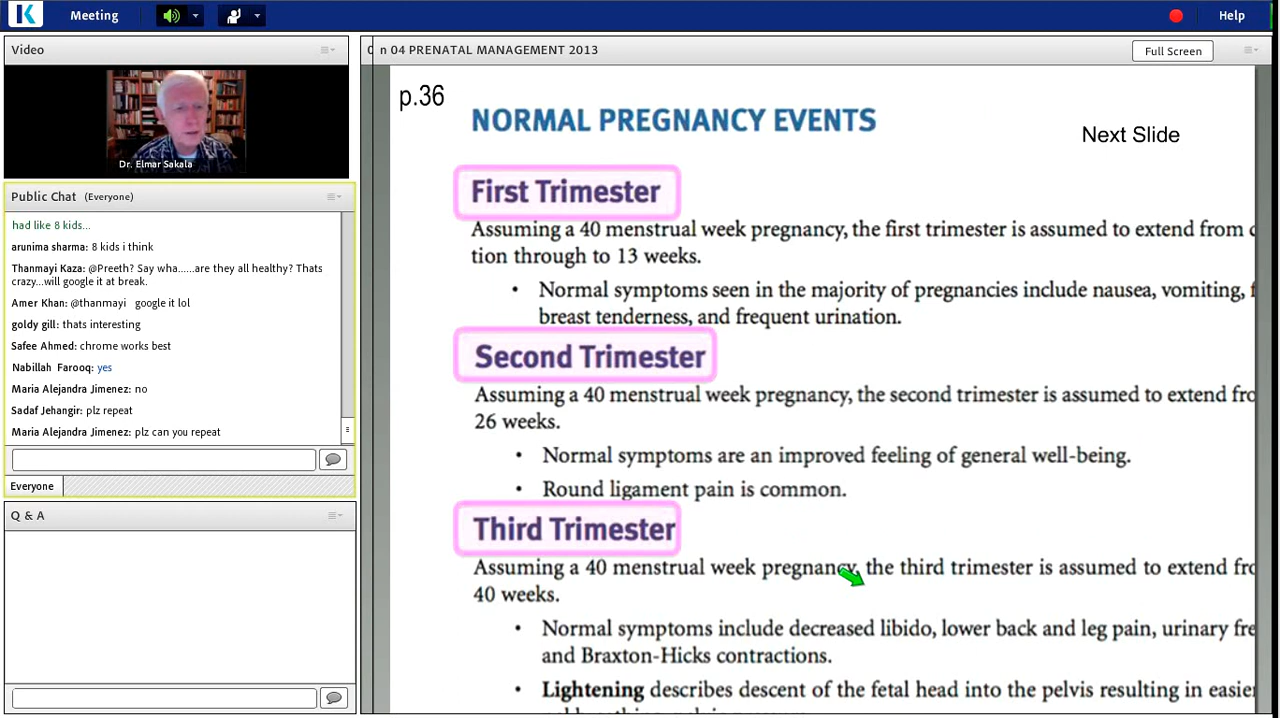 K Meeting Help
Video
Dr. Elmar Sakala
Public Chat (Everyone)
had like 8 kids...
arunima sharma: 8 kids i think
Thanmayi Kaza: @Preeth? Say wha......are they all healthy? Thats
crazy...will google it at break.
Amer Khan: @thanmayi google it lol
goldy gill: thats interesting
Safee Ahmed: chrome works best
Nabillah Farooq: yes
Maria Alejandra Jimenez: no
Sadaf Jehangir: plz repeat
Maria Alejandra Jimenez: plz can you repeat
Everyone
Q & A
n 04 PRENATAL MANAGEMENT 2013
Full Screen
p.36
NORMAL PREGNANCY EVENTS
Next Slide
First Trimester
Assuming a 40 menstrual week pregnancy, the first trimester is assumed to extend from
tion through to 13 weeks.
• Normal symptoms seen in the majority of pregnancies include nausea, vomiting,
breast tenderness, and frequent urination.
Second Trimester
Assuming a 40 menstrual week pregnancy, the second trimester is assumed to extend fro
26 weeks.
• Normal symptoms are an improved feeling of general well-being.
• Round ligament pain is common.
Third Trimester
Assuming a 40 menstrual week pregnancy, the third trimester is assumed to extend fro
40 weeks.
• Normal symptoms include decreased libido, lower back and leg pain, urinary fre
and Braxton-Hicks contractions.
• Lightening describes descent of the fetal head into the pelvis resulting in easier